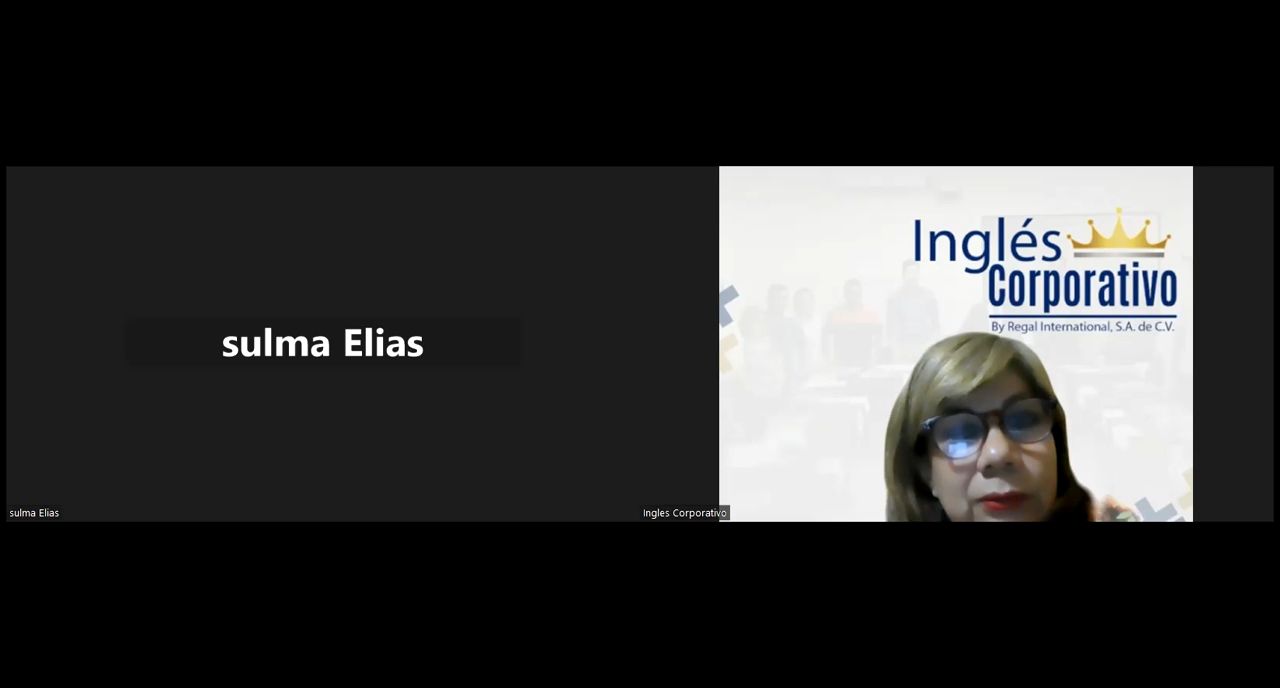 sulma Elias
sulma Elias
Inglés
Corporativo
By Regal International, S.A. de C.V.
Ingles Corporativo